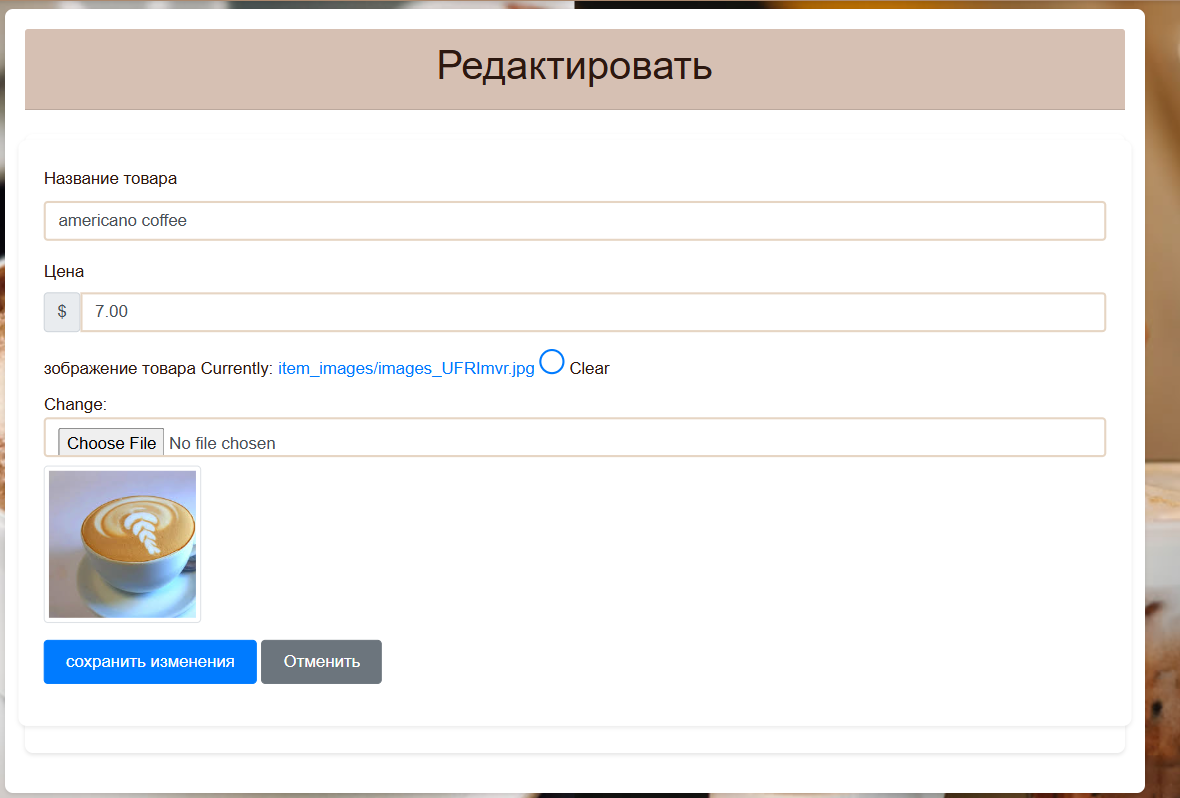 Редактировать
Название товара
americano coffee
Цена
$ 7.00
зображение товара Currently: item_images/images_UFRImvr.jpg Clear
Change:
Choose File No file chosen
сохранить изменения Отменить